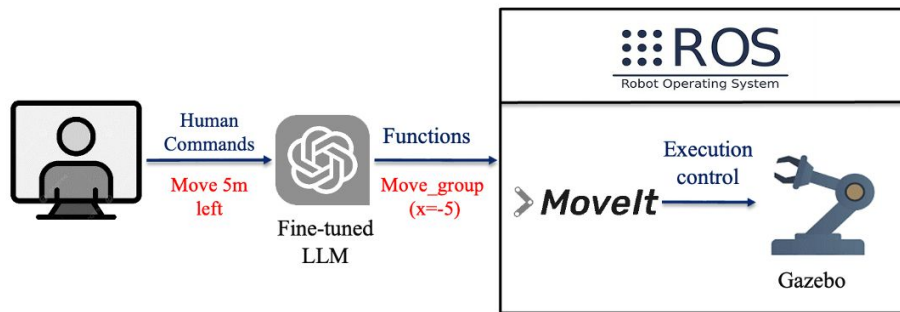 ROS
Robot Operating System
Human
Commands
Move 5m
left
Fine-tuned
LLM
Functions
Move_group
(x=-5)
MoveIt
Execution
control
Gazebo